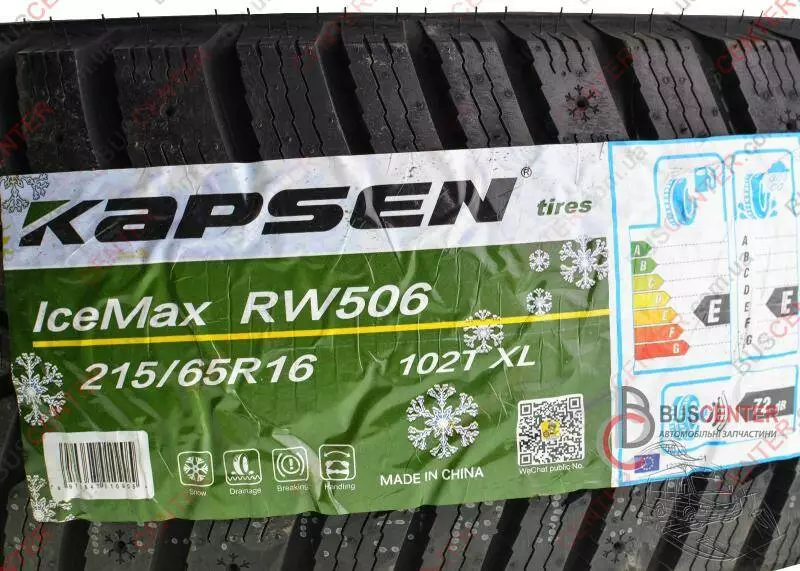 KAPSEN® tires
IceMax RW506
215/65R16 102T XL
Snow Drainage Breaking Handling
MADE IN CHINA
WeChat public No.
A
B
C
D
E
F
G
E
A
B
C
D
E
F
G
E
72 dB
BUSCENTER
АВТОМОБІЛЬНІ ЗАПЧАСТИНИ